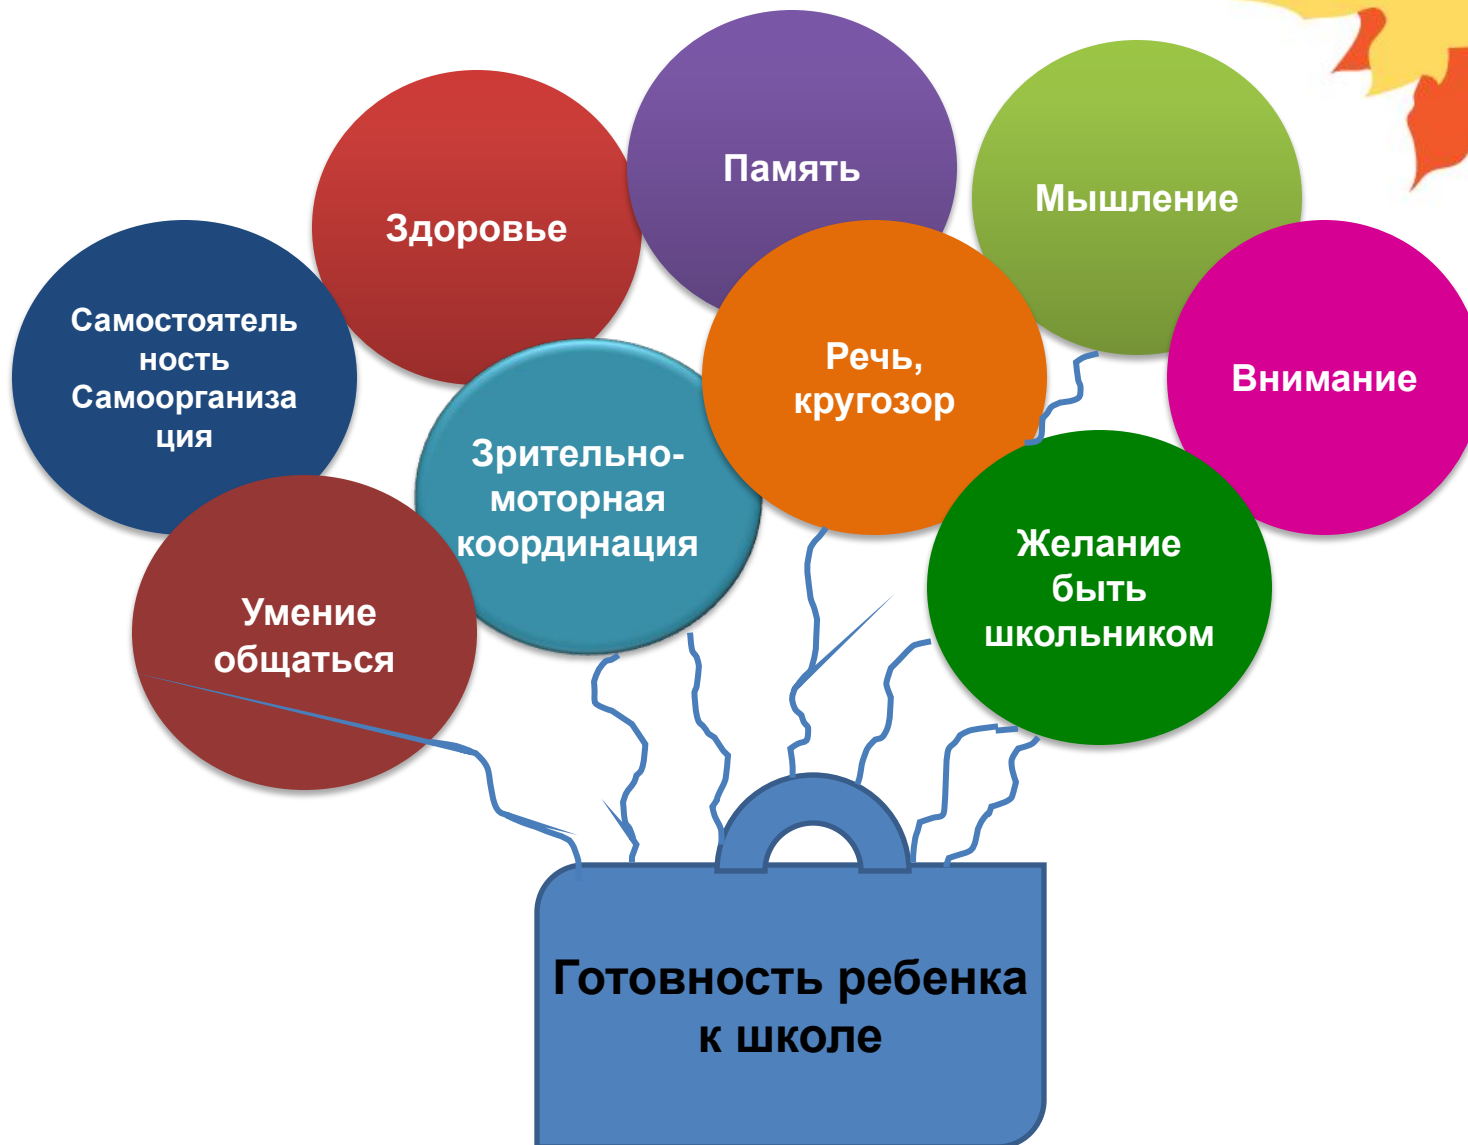 Память
Мышление
Здоровье
Самостоятель
ность
Самоорганиза
ция
Речь,
кругозор
Внимание
Зрительно-
моторная
координация
Желание
быть
школьником
Умение
общаться
Готовность ребенка
к школе